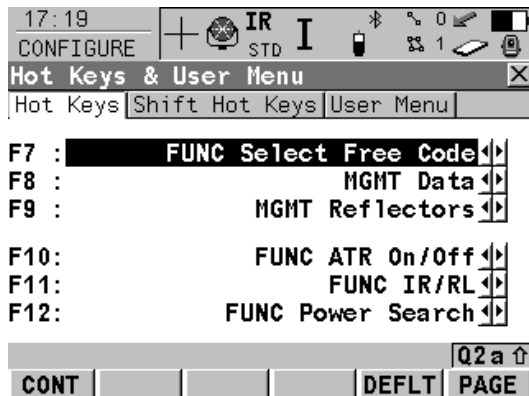 17:19 IR 0
CONFIGURE STD I 1
Hot Keys & User Menu
Hot Keys Shift Hot Keys User Menu
F7 : FUNC Select Free Code
F8 : MGMT Data
F9 : MGMT Reflectors
F10: FUNC ATR On/Off
F11: FUNC IR/RL
F12: FUNC Power Search
Q2a
CONT DEFLT PAGE